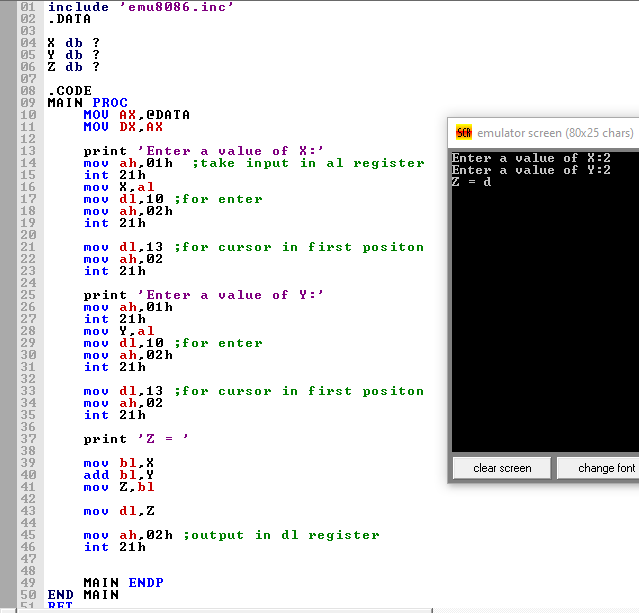 01 include 'emu8086.inc'
02 .DATA
03
04 X db ?
05 Y db ?
06 Z db ?
07
08 .CODE
09 MAIN PROC
10 MOV AX,@DATA
11 MOV DX,AX
12
13 print 'Enter a value of X:'
14 mov ah,01h ;take input in al register
15 int 21h
16 mov X,al
17 mov dl,10 ;for enter
18 mov ah,02h
19 int 21h
20
21 mov dl,13 ;for cursor in first positon
22 mov ah,02
23 int 21h
24
25 print 'Enter a value of Y:'
26 mov ah,01h
27 int 21h
28 mov Y,al
29 mov dl,10 ;for enter
30 mov ah,02h
31 int 21h
32
33 mov dl,13 ;for cursor in first positon
34 mov ah,02
35 int 21h
36
37 print 'Z = '
38
39 mov bl,X
40 add bl,Y
41 mov Z,bl
42
43 mov dl,Z
44
45 mov ah,02h ;output in dl register
46 int 21h
47
48
49 MAIN ENDP
50 END MAIN
51 RET
SCR emulator screen (80x25 chars)
Enter a value of X:2
Enter a value of Y:2
Z = d
clear screen
change font